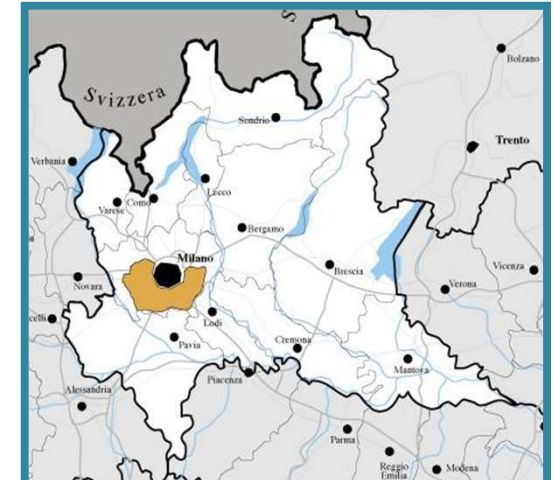 S
Svizzera
Bolzano
Sondrio
Trento
Verbania
Lecco
Varese
Como
Bergamo
Milano
Brescia
Vicenza
Novara
Verona
celli
Lodi
Pavia
Cremona
Mantova
Piacenza
Alessandria
Parma
Reggio
Emilia
Modena